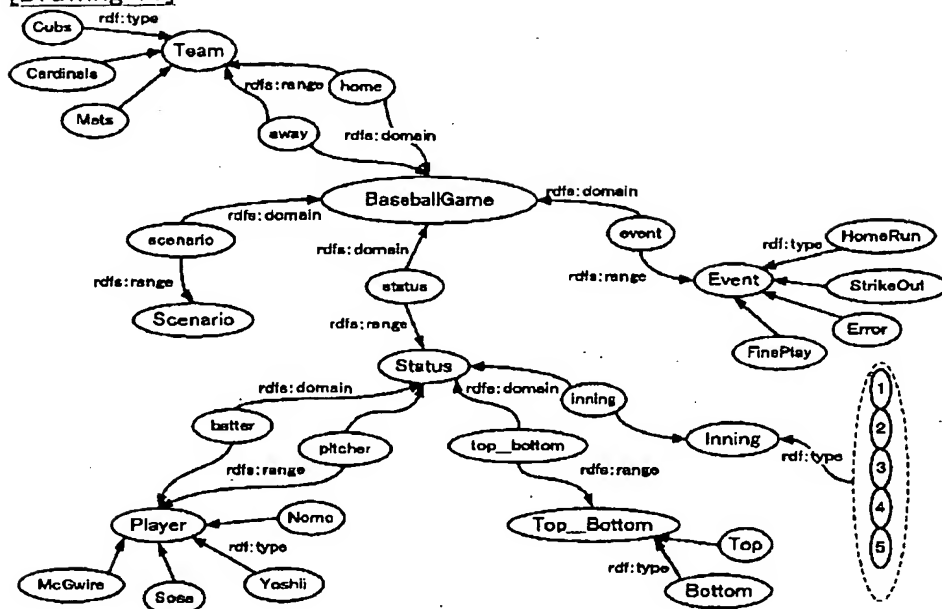 Cubs
rdf:type
Team
Cardinals
Mets
rdfs:range
home
away
rdfs:domain
BaseballGame
rdfs:domain
scenario
rdfs:domain
rdfs:domain
event
HomeRun
rdf:type
rdfs:range
rdfs:range
Event
status
StrikeOut
Scenario
rdfs:range
Error
FinePlay
Status
rdfs:domain
rdfs:domain
inning
1
batter
pitcher
top_bottom
Inning
2
rdf:type
rdfs:range
rdfs:range
3
Player
Nomo
Top_Bottom
4
rdf:type
Top
5
McGwire
Sosa
Yoshii
rdf:type
Bottom